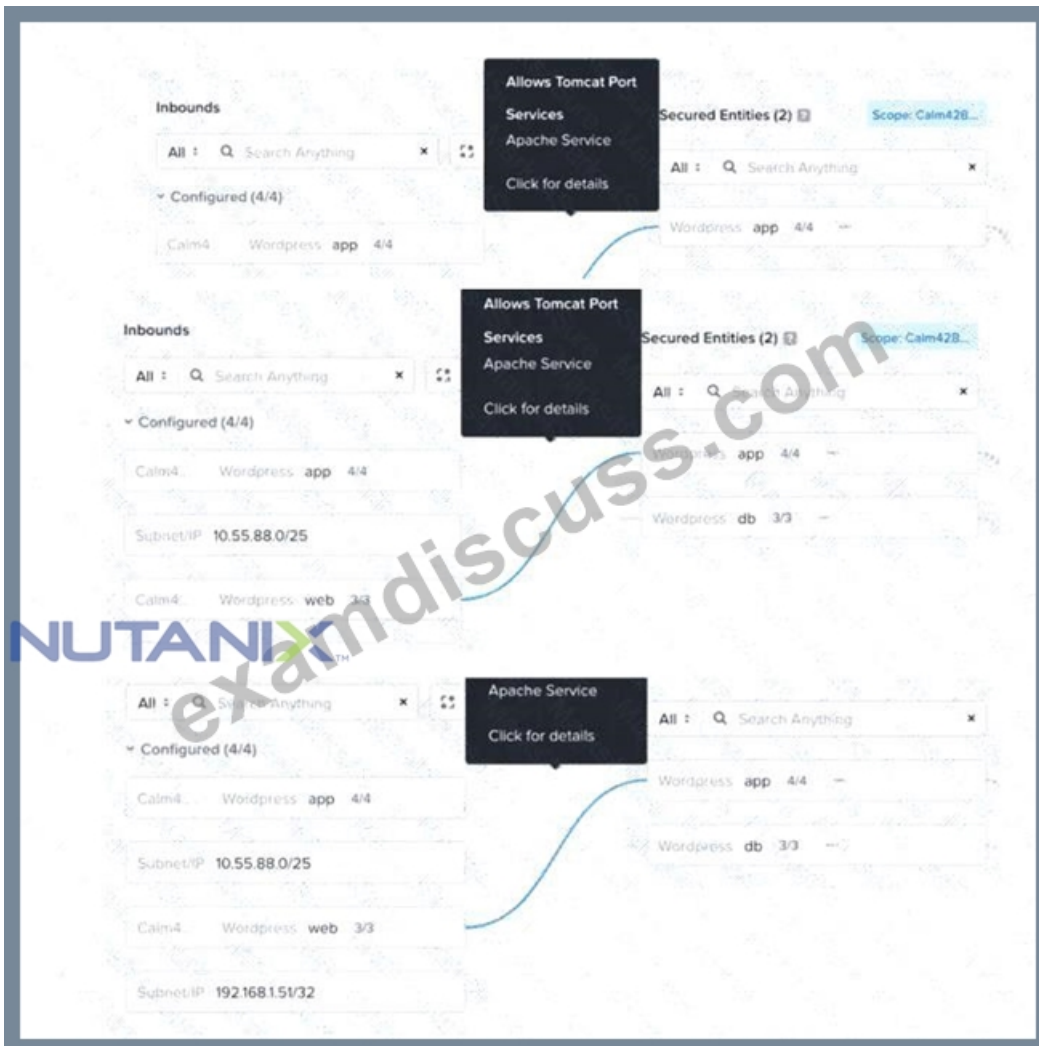 Allows Tomcat Port
Services
Apache Service
Click for details
Inbounds
All Search Anything ×
Configured (4/4)
Calm4 Wordpress app 4/4
Secured Entities (2) ?
Scope: Calm42B...
All Search Anything ×
Wordpress app 4/4 —
Allows Tomcat Port
Services
Apache Service
Click for details
Inbounds
All Search Anything ×
Configured (4/4)
Calm4... Wordpress app 4/4
Subnet/IP 10.55.88.0/25
Calm4... Wordpress web 3/3
Secured Entities (2) ?
Scope: Calm42B...
All Search Anything ×
Wordpress app 4/4 —
Wordpress db 3/3 —
NUTANIX™
examdiscuss.com
All Search Anything ×
Configured (4/4)
Calm4... Wordpress app 4/4
Subnet/IP 10.55.88.0/25
Calm4... Wordpress web 3/3
Subnet/IP 192.168.1.51/32
Apache Service
Click for details
All Search Anything ×
Wordpress app 4/4 —
Wordpress db 3/3 —